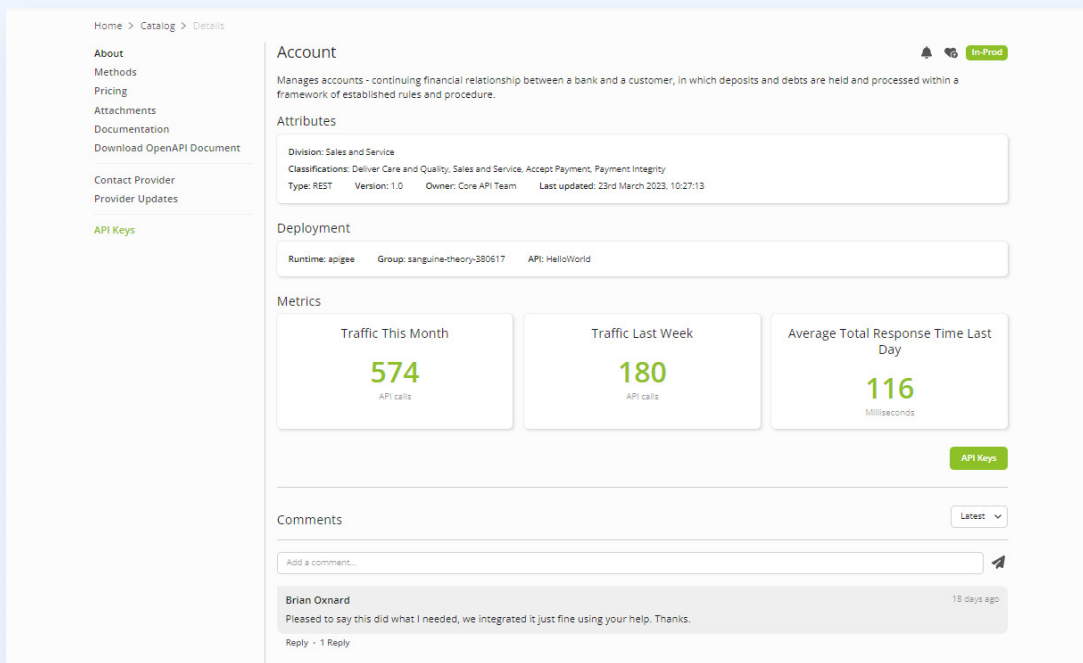 Home > Catalog > Details
About
Methods
Pricing
Attachments
Documentation
Download OpenAPI Document
Contact Provider
Provider Updates
API Keys
Account
In-Prod
Manages accounts - continuing financial relationship between a bank and a customer, in which deposits and debts are held and processed within a
framework of established rules and procedure.
Attributes
Division: Sales and Service
Classifications: Deliver Care and Quality, Sales and Service, Accept Payment, Payment Integrity
Type: REST Version: 1.0 Owner: Core API Team Last updated: 23rd March 2023, 10:27:13
Deployment
Runtime: apigee Group: sanguine-theory-380617 API: HelloWorld
Metrics
Traffic This Month
574
API calls
Traffic Last Week
180
API calls
Average Total Response Time Last
Day
116
Milliseconds
API Keys
Comments
Latest
Add a comment...
Brian Oxnard
18 days ago
Pleased to say this did what I needed, we integrated it just fine using your help. Thanks.
Reply - 1 Reply